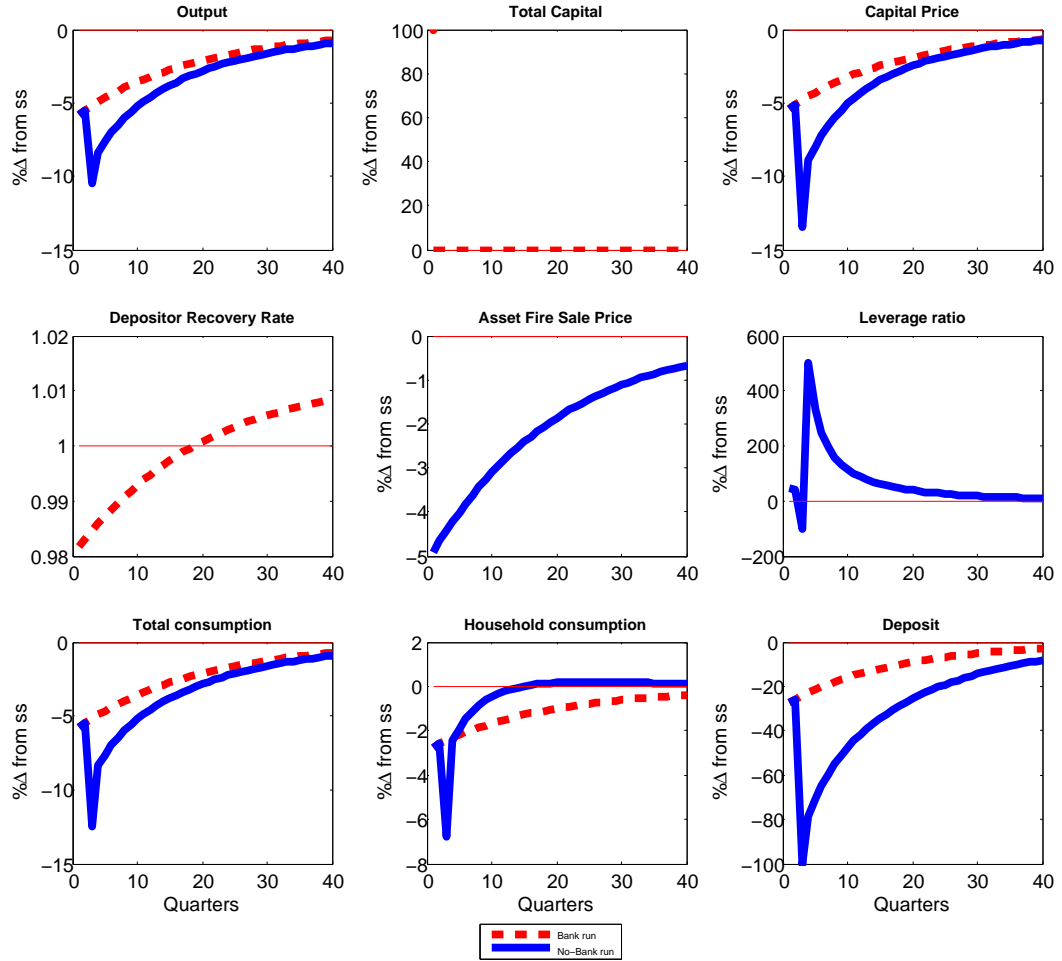 Output
Total Capital
Capital Price
%Δ from ss
0
−5
−10
−15
0 10 20 30 40
%Δ from ss
100
80
60
40
20
0
0 10 20 30 40
%Δ from ss
0
−5
−10
−15
0 10 20 30 40
Depositor Recovery Rate
Asset Fire Sale Price
Leverage ratio
1.02
1.01
1
0.99
0.98
0 10 20 30 40
%Δ from ss
0
−1
−2
−3
−4
−5
0 10 20 30 40
%Δ from ss
600
400
200
0
−200
0 10 20 30 40
Total consumption
Household consumption
Deposit
%Δ from ss
0
−5
−10
−15
0 10 20 30 40
Quarters
%Δ from ss
2
0
−2
−4
−6
−8
0 10 20 30 40
Quarters
%Δ from ss
0
−20
−40
−60
−80
−100
0 10 20 30 40
Quarters
Bank run
No−Bank run